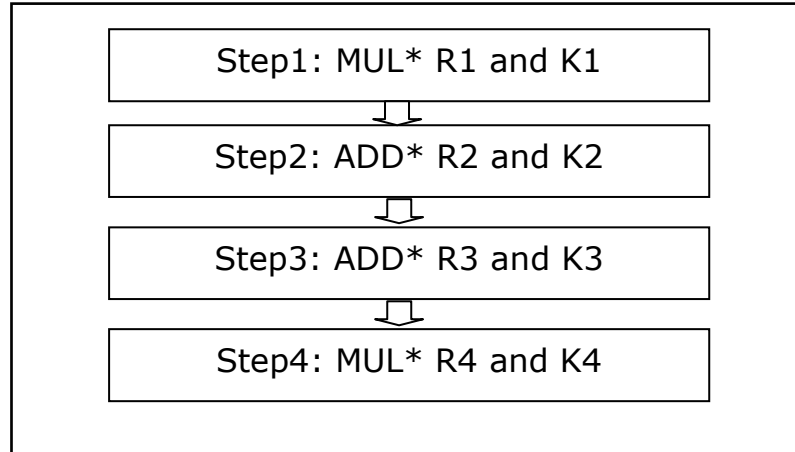 Step1: MUL* R1 and K1
Step2: ADD* R2 and K2
Step3: ADD* R3 and K3
Step4: MUL* R4 and K4